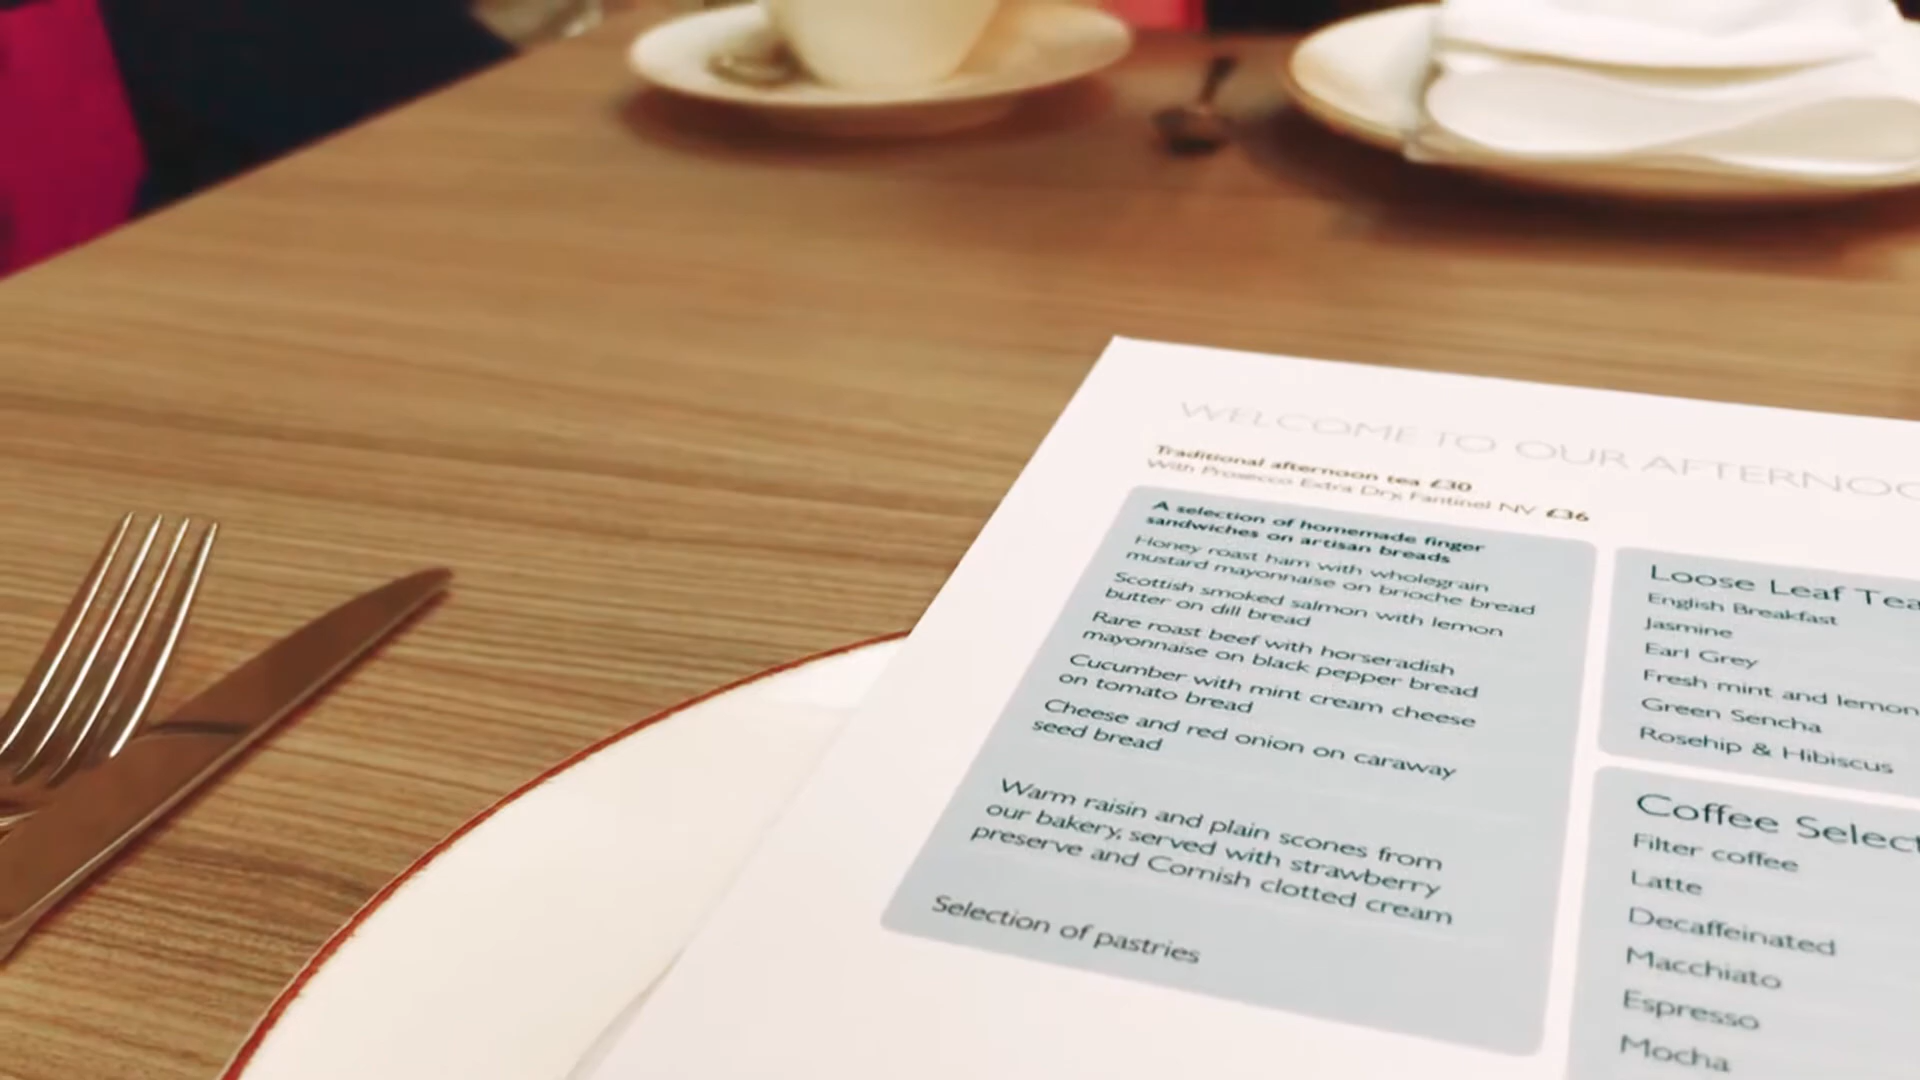 WELCOME TO OUR
Traditional afternoon tea £30
With Prosecco Extra Dry, Fantinel NV £36
A selection of homemade finger
sandwiches on artisan breads
Honey roast ham with wholegrain
mustard mayonnaise on brioche bread
Scottish smoked salmon with lemon
butter on dill bread
Rare roast beef with horseradish
mayonnaise on black pepper bread
Cucumber with mint cream cheese
on tomato bread
Cheese and red onion on caraway
seed bread
Warm raisin and plain scones from
our bakery, served with strawberry
preserve and Cornish clotted cream
Selection of pastries
Loose Leaf Tea
English Breakfast
Jasmine
Earl Grey
Fresh mint and lemon
Green Sencha
Rosehip & Hibiscus
Coffee
Filter coffee
Latte
Decaffeinated
Macchiato
Espresso
Mocha